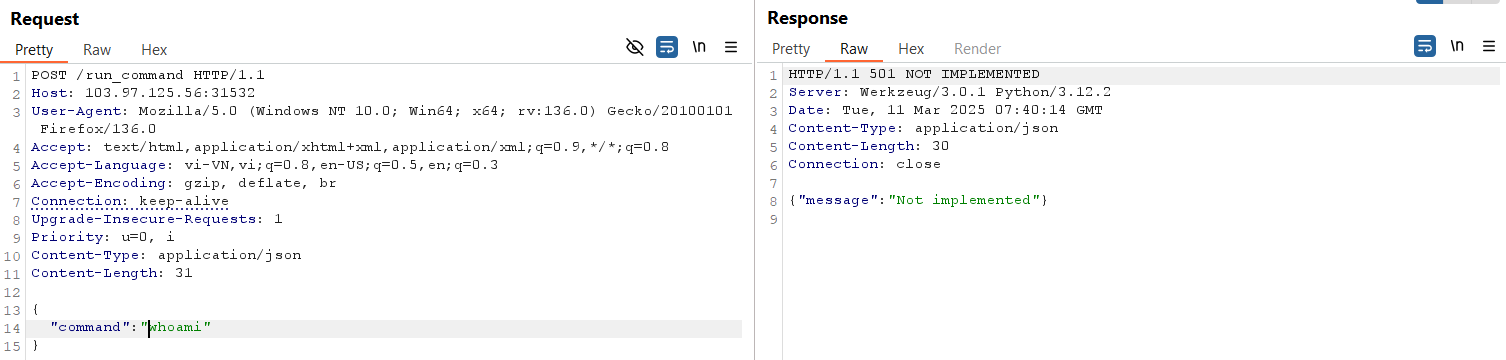 Request
Pretty Raw Hex
\n
1 POST /run_command HTTP/1.1
2 Host: 103.97.125.56:31532
3 User-Agent: Mozilla/5.0 (Windows NT 10.0; Win64; x64; rv:136.0) Gecko/20100101
Firefox/136.0
4 Accept: text/html,application/xhtml+xml,application/xml;q=0.9,*/*;q=0.8
5 Accept-Language: vi-VN,vi;q=0.8,en-US;q=0.5,en;q=0.3
6 Accept-Encoding: gzip, deflate, br
7 Connection: keep-alive
8 Upgrade-Insecure-Requests: 1
9 Priority: u=0, i
10 Content-Type: application/json
11 Content-Length: 31
12
13 {
14 "command":"whoami"
15 }
Response
Pretty Raw Hex Render
\n
1 HTTP/1.1 501 NOT IMPLEMENTED
2 Server: Werkzeug/3.0.1 Python/3.12.2
3 Date: Tue, 11 Mar 2025 07:40:14 GMT
4 Content-Type: application/json
5 Content-Length: 30
6 Connection: close
7
8 {"message":"Not implemented"}
9